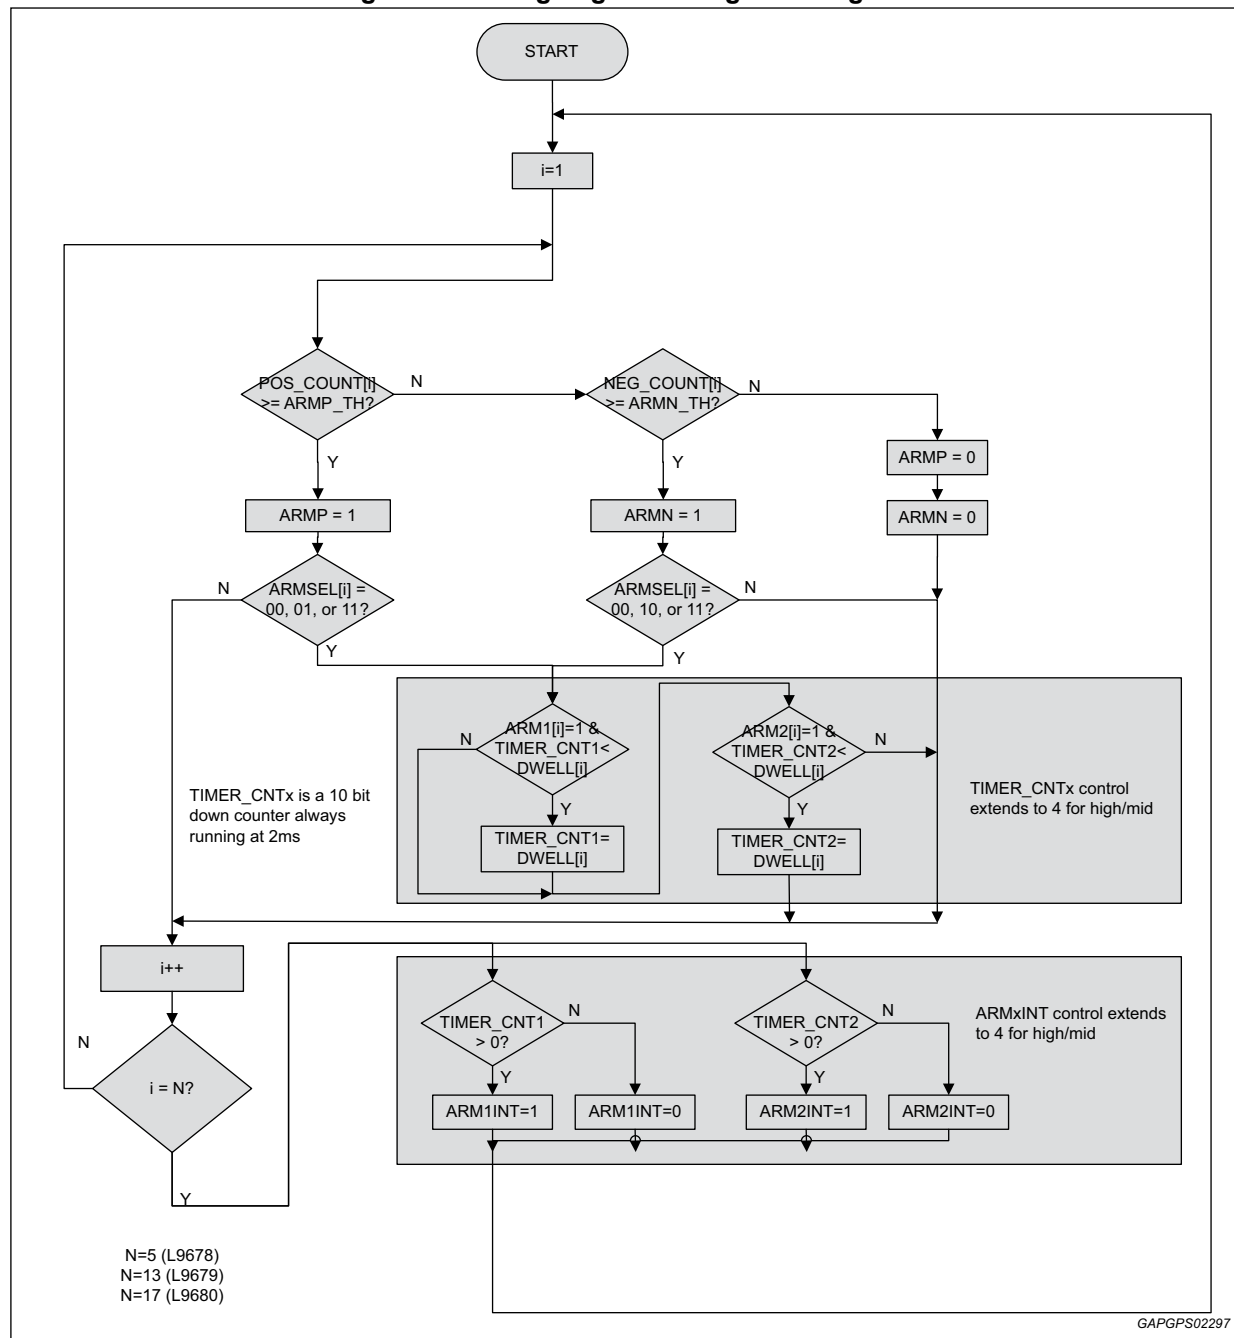 START
i=1
POS_COUNT[i]
>= ARMP_TH?
N
NEG_COUNT[i]
>= ARMN_TH?
N
Y
Y
ARMP = 0
ARMP = 1
ARMN = 1
ARMN = 0
N
ARMSEL[i] =
00, 01, or 11?
ARMSEL[i] =
00, 10, or 11?
N
Y
Y
N
ARM1[i]=1 &
TIMER_CNT1<
DWELL[i]
ARM2[i]=1 &
TIMER_CNT2<
DWELL[i]
N
TIMER_CNTx is a 10 bit
down counter always
running at 2ms
TIMER_CNTx control
extends to 4 for high/mid
Y
Y
TIMER_CNT1=
DWELL[i]
TIMER_CNT2=
DWELL[i]
i++
TIMER_CNT1
> 0?
N
TIMER_CNT2
> 0?
N
ARMxINT control extends
to 4 for high/mid
N
i = N?
Y
Y
ARM1INT=1
ARM1INT=0
ARM2INT=1
ARM2INT=0
Y
N=5 (L9678)
N=13 (L9679)
N=17 (L9680)
GAPGPS02297